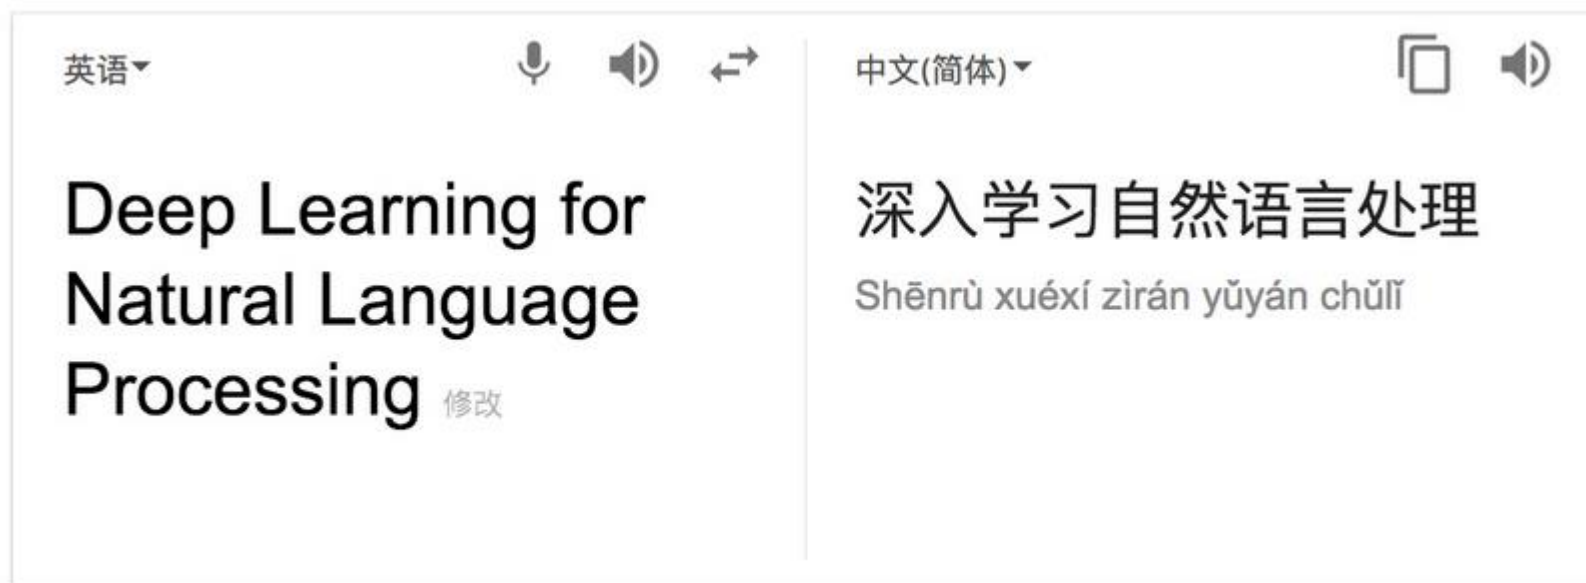 英语
中文(简体)
Deep Learning for
Natural Language
Processing 修改
深入学习自然语言处理
Shēnrù xuéxí zìrán yǔyán chǔlǐ